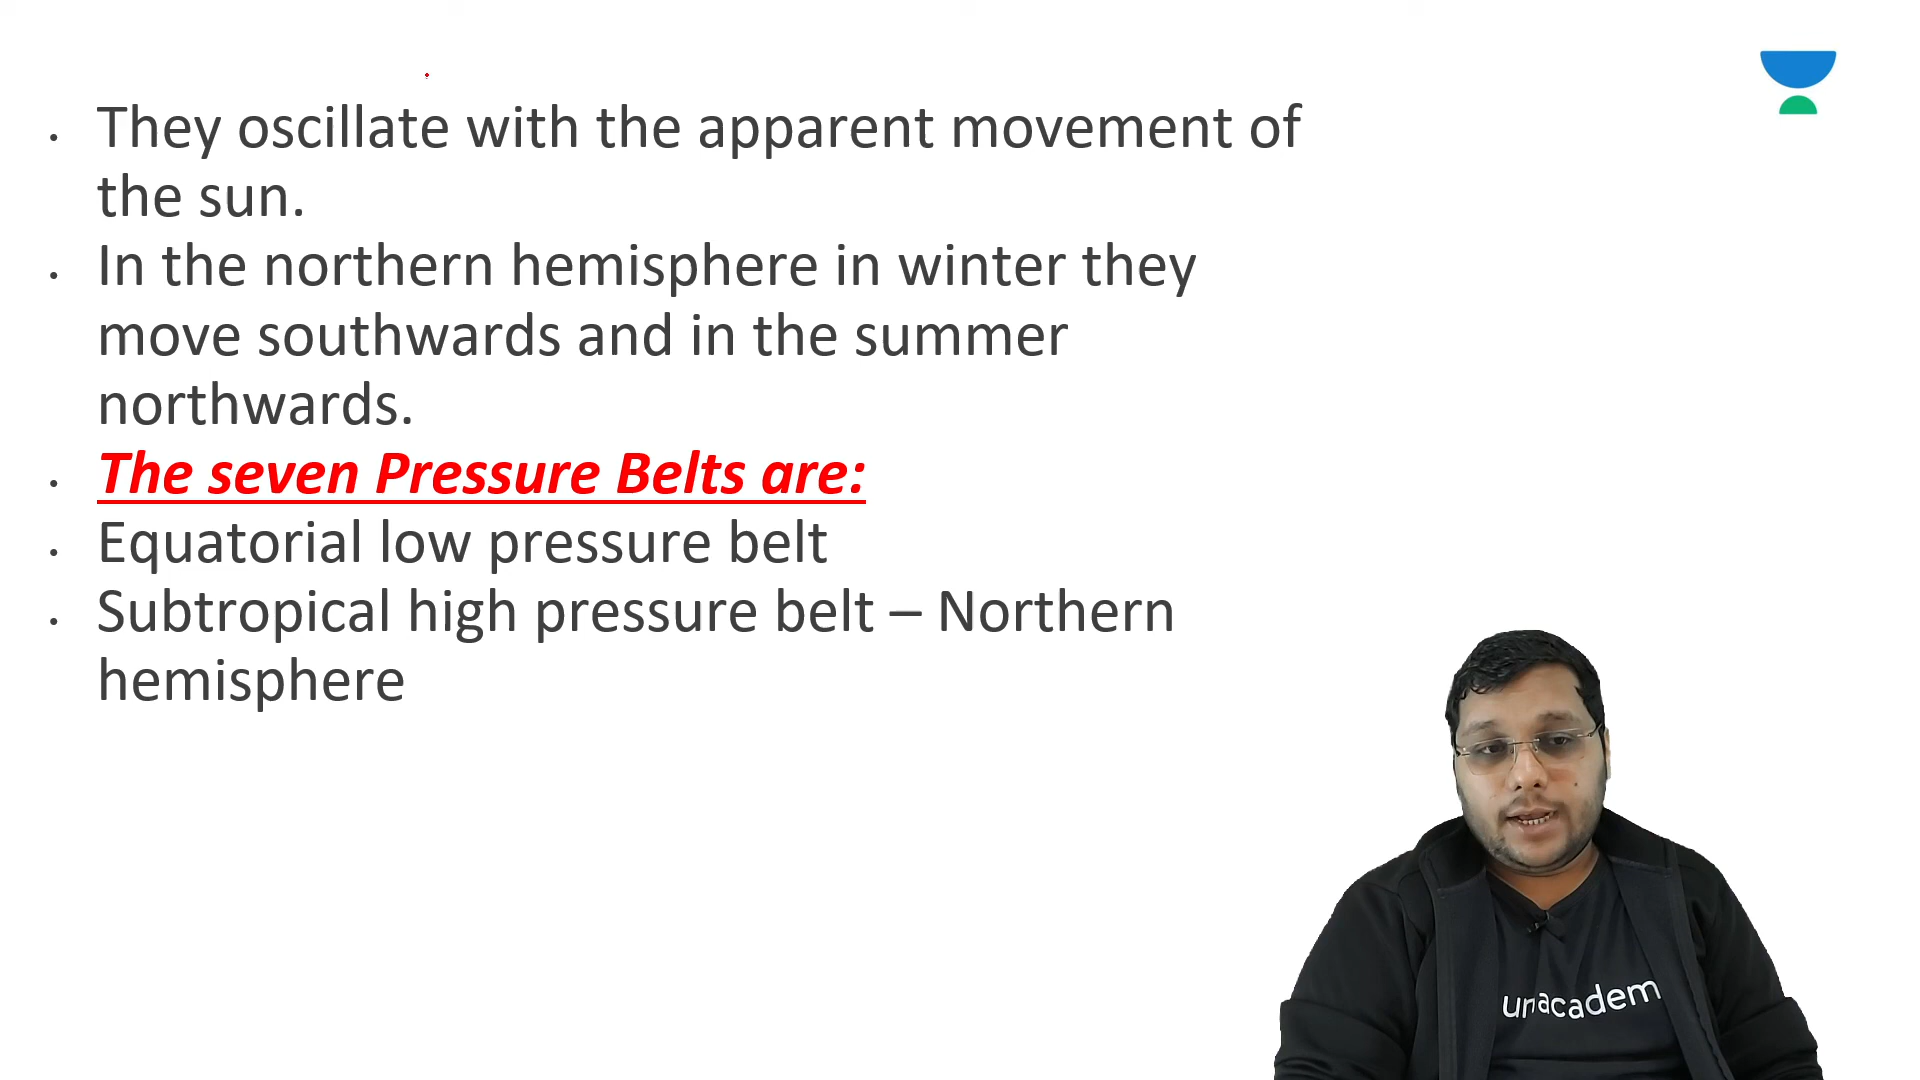 They oscillate with the apparent movement of
the sun.
In the northern hemisphere in winter they
move southwards and in the summer
northwards.
The seven Pressure Belts are:
Equatorial low pressure belt
Subtropical high pressure belt – Northern
hemisphere
unacadem